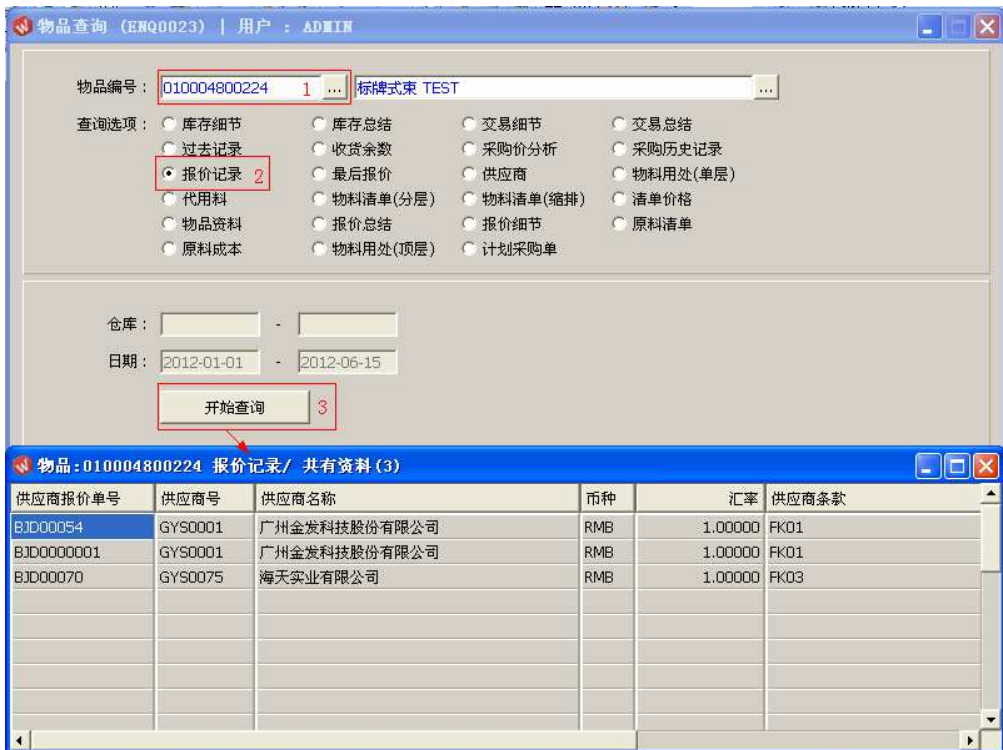 物品查询 (ENQ0023) | 用户 : ADMIN
物品编号： 010004800224 1 ... 标牌式束 TEST ...
查询选项： 库存细节 库存总结 交易细节 交易总结
过去记录 收货余数 采购价分析 采购历史记录
报价记录 2 最后报价 供应商 物料用处(单层)
代用料 物料清单(分层) 物料清单(缩排) 清单价格
物品资料 报价总结 报价细节 原料清单
原料成本 物料用处(顶层) 计划采购单
仓库： -
日期： 2012-01-01 - 2012-06-15
开始查询 3
物品:010004800224 报价记录/ 共有资料(3)
供应商报价单号 供应商号 供应商名称 币种 汇率 供应商条款
BJD00054 GYS0001 广州金发科技股份有限公司 RMB 1.00000 FK01
BJD0000001 GYS0001 广州金发科技股份有限公司 RMB 1.00000 FK01
BJD00070 GYS0075 海天实业有限公司 RMB 1.00000 FK03